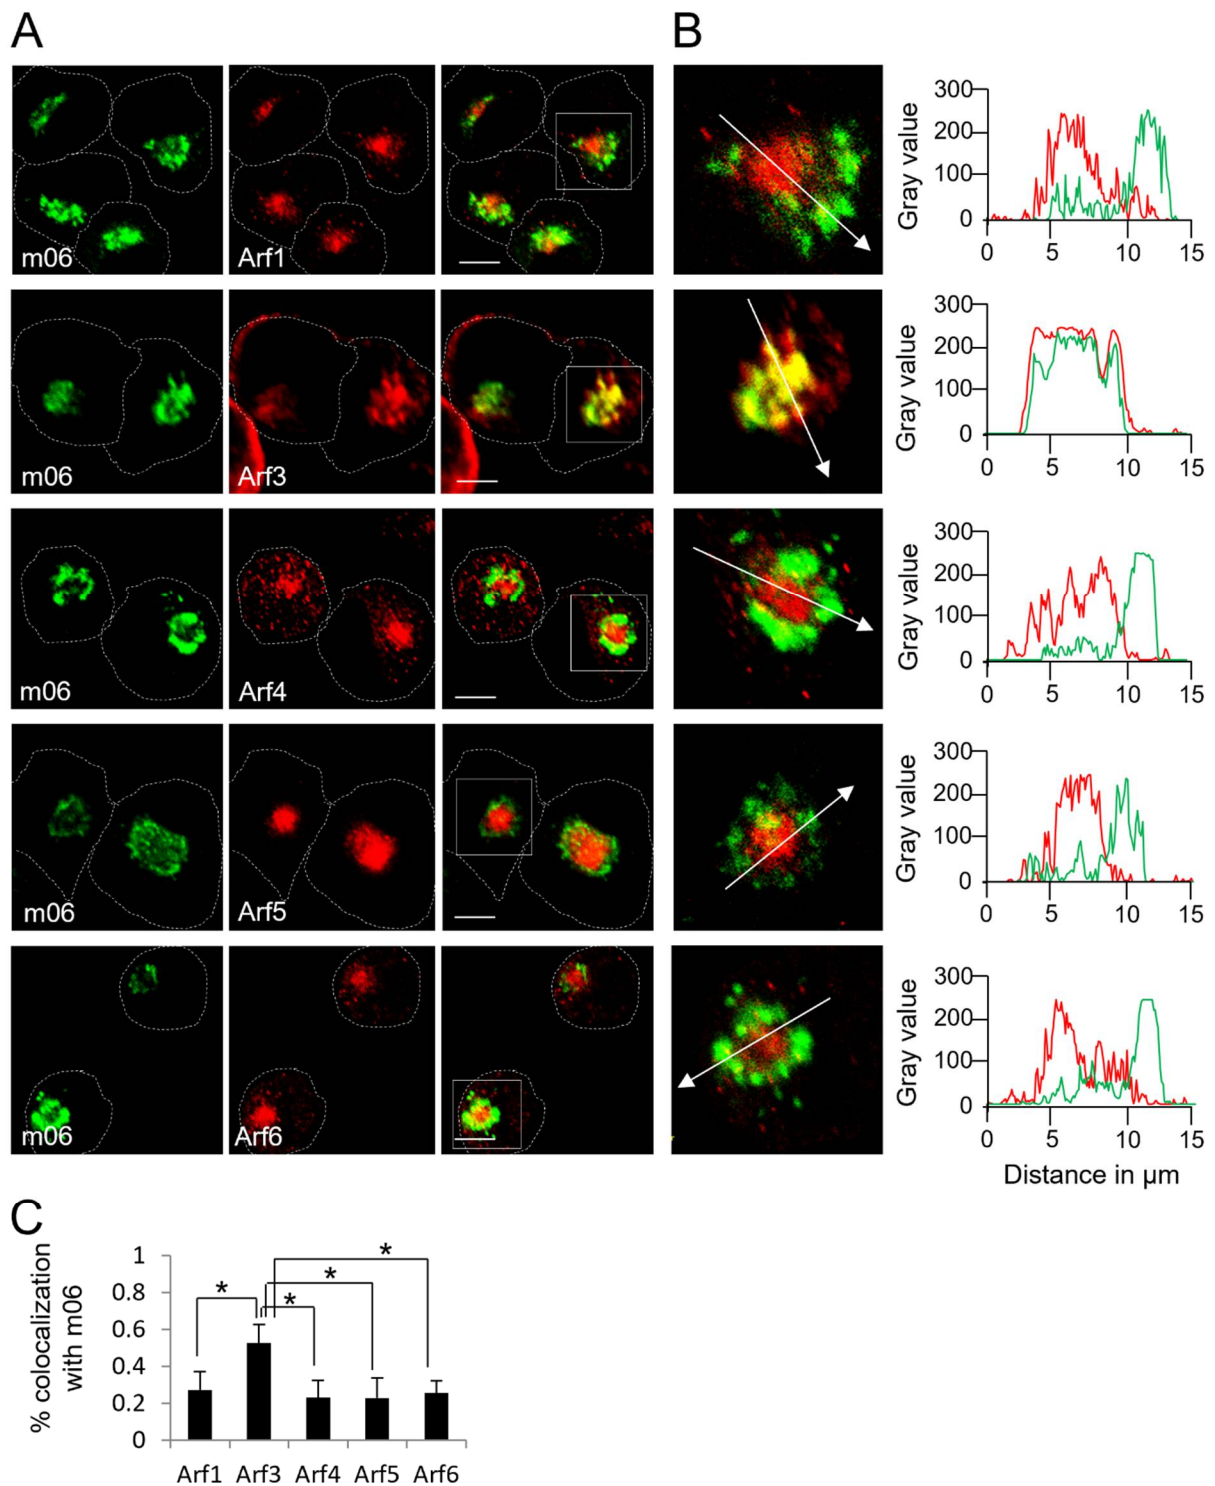 A
B
m06
Arf1
Gray value
300
200
100
0
0
5
10
15
m06
Arf3
Gray value
300
200
100
0
0
5
10
15
m06
Arf4
Gray value
300
200
100
0
0
5
10
15
m06
Arf5
Gray value
300
200
100
0
0
5
10
15
m06
Arf6
Gray value
300
200
100
0
0
5
10
15
Distance in µm
C
% colocalization
with m06
1
0.8
0.6
0.4
0.2
0
*
*
*
*
Arf1 Arf3 Arf4 Arf5 Arf6